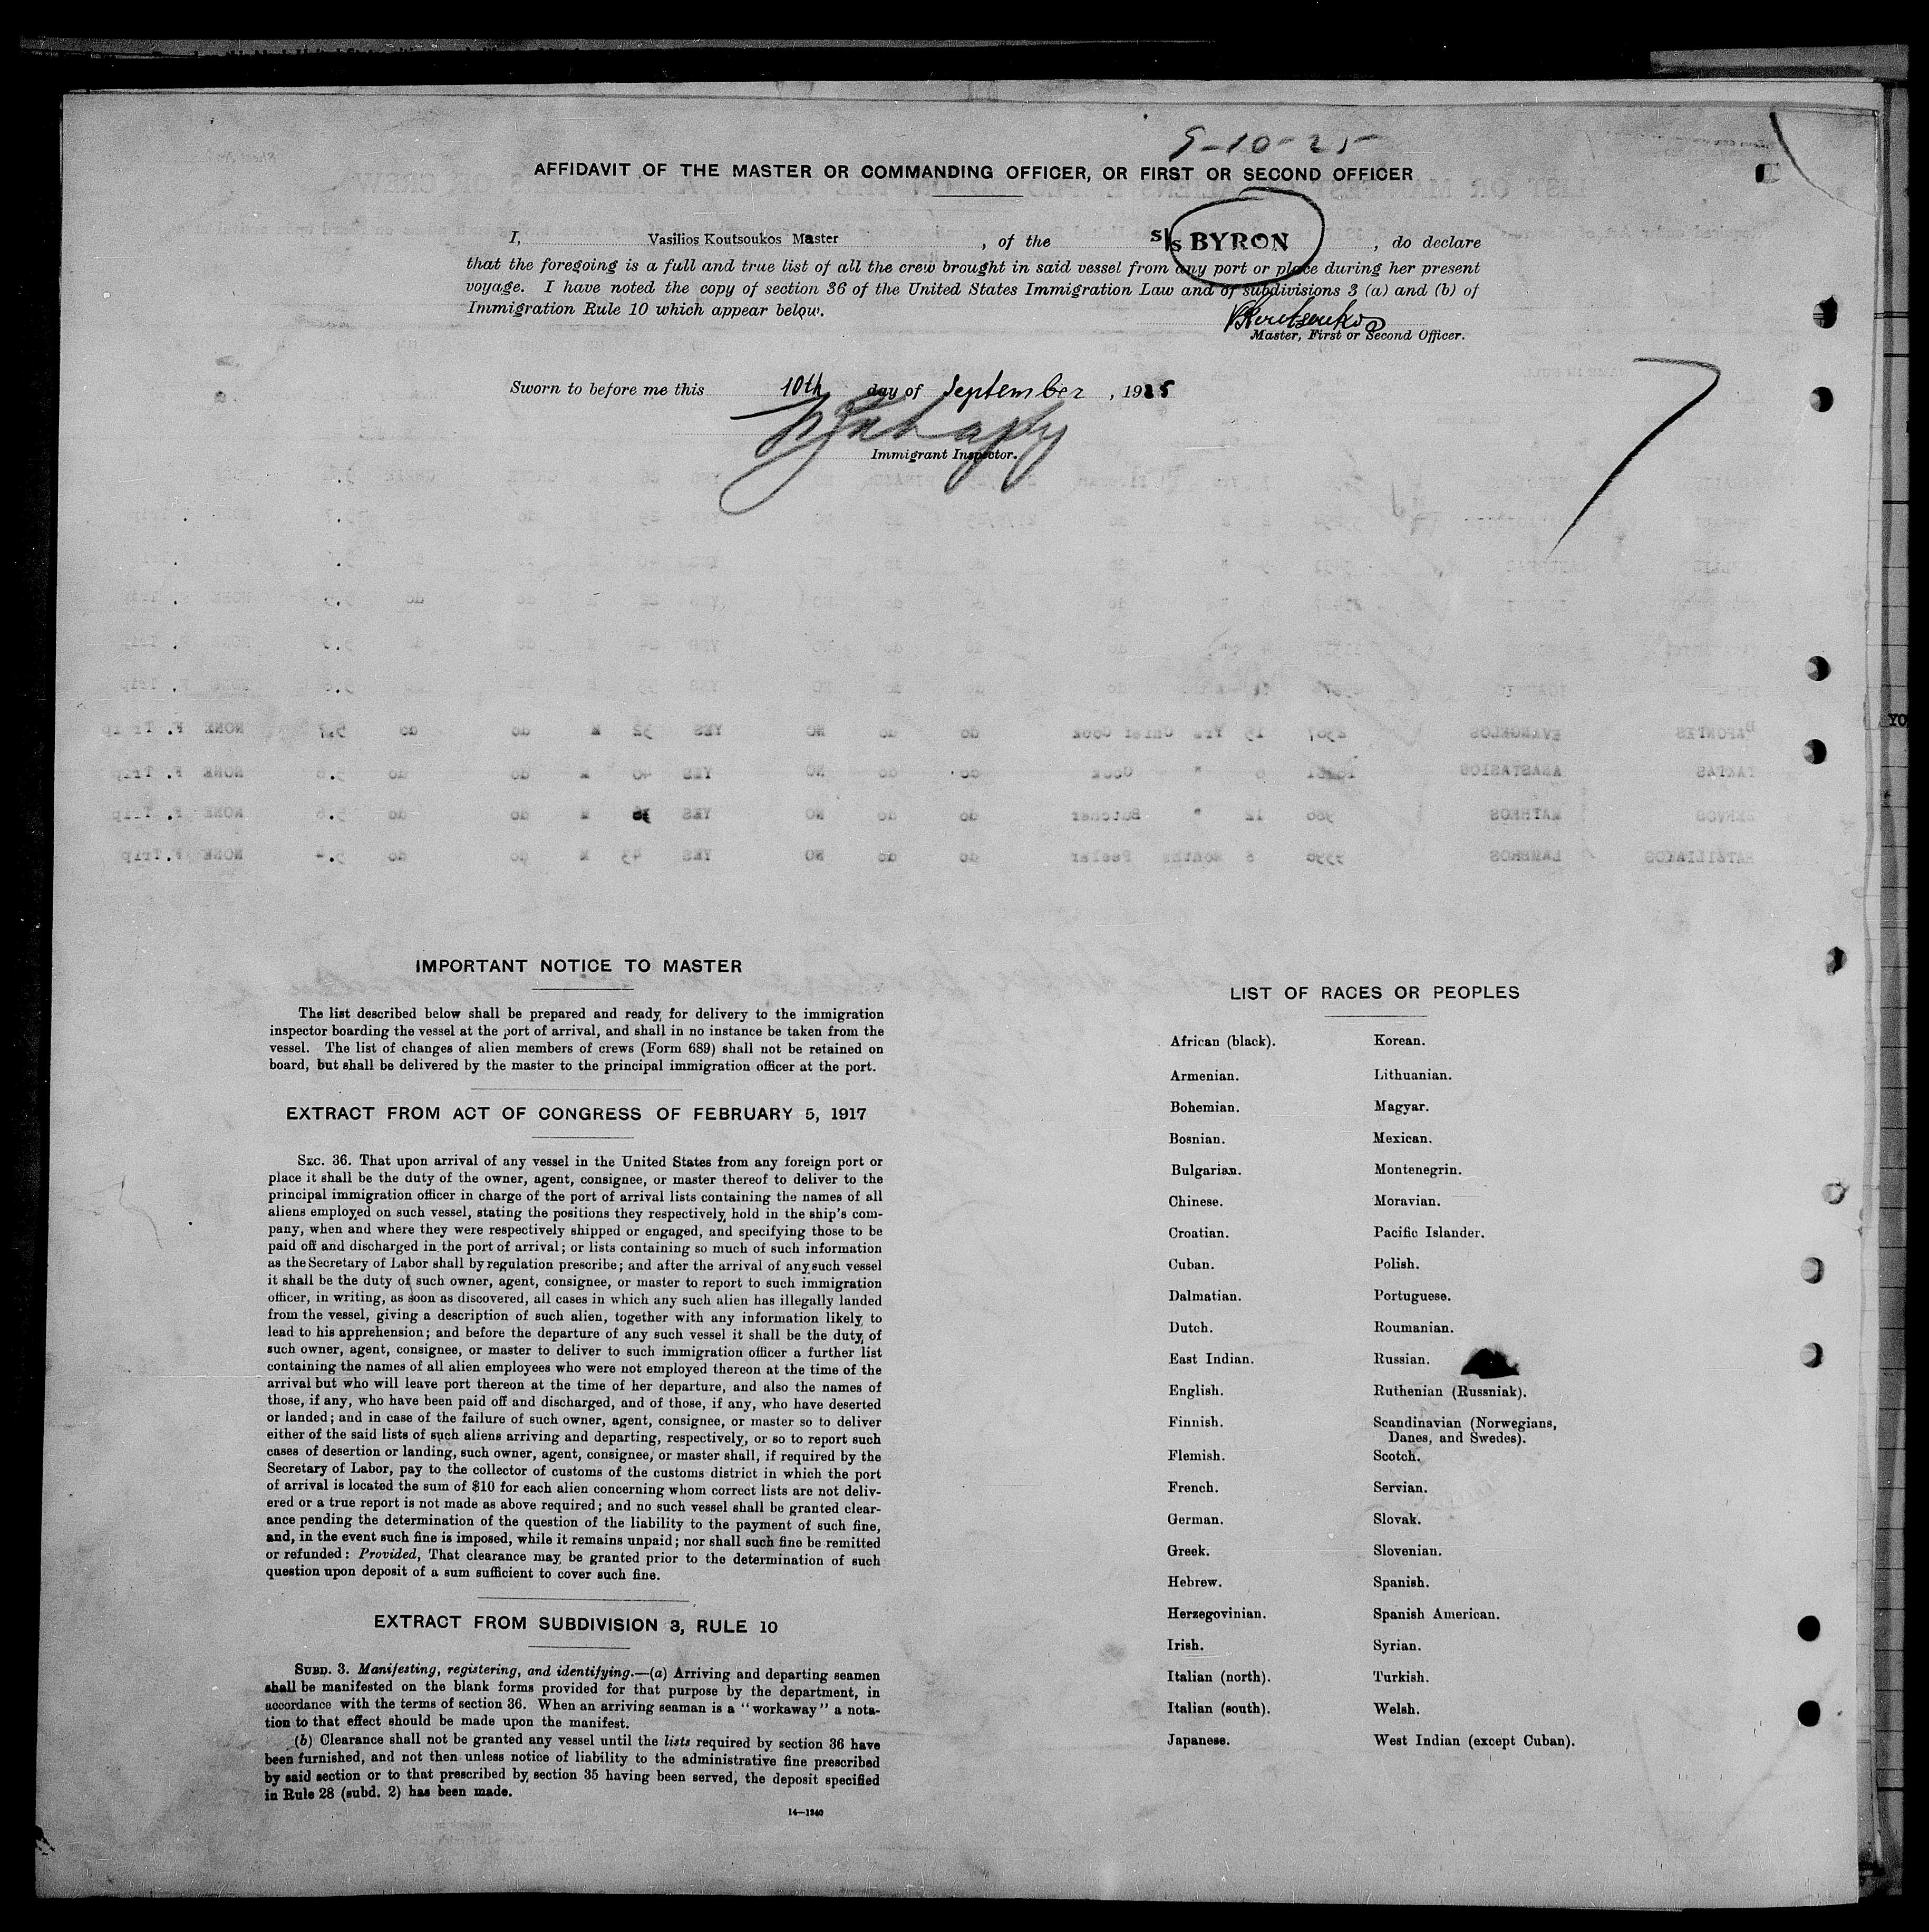 9-10-25
AFFIDAVIT OF THE MASTER OR COMMANDING OFFICER, OR FIRST OR SECOND OFFICER
I, Vasilios Koutsoukos Master, of the S/S BYRON, do declare
that the foregoing is a full and true list of all the crew brought in said vessel from any port or place during her present
voyage. I have noted the copy of section 36 of the United States Immigration Law and of subdivisions 3 (a) and (b) of
Immigration Rule 10 which appear below.
VKoutsoukos
Master, First or Second Officer.
Sworn to before me this 10th day of September, 1925
Immigrant Inspector.
7
IMPORTANT NOTICE TO MASTER
The list described below shall be prepared and ready for delivery to the immigration
inspector boarding the vessel at the port of arrival, and shall in no instance be taken from the
vessel. The list of changes of alien members of crews (Form 689) shall not be retained on
board, but shall be delivered by the master to the principal immigration officer at the port.
EXTRACT FROM ACT OF CONGRESS OF FEBRUARY 5, 1917
SEC. 36. That upon arrival of any vessel in the United States from any foreign port or
place it shall be the duty of the owner, agent, consignee, or master thereof to deliver to the
principal immigration officer in charge of the port of arrival lists containing the names of all
aliens employed on such vessel, stating the positions they respectively hold in the ship's com-
pany, when and where they were respectively shipped or engaged, and specifying those to be
paid off and discharged in the port of arrival; or lists containing so much of such information
as the Secretary of Labor shall by regulation prescribe; and after the arrival of any such vessel
it shall be the duty of such owner, agent, consignee, or master to report to such immigration
officer, in writing, as soon as discovered, all cases in which any such alien has illegally landed
from the vessel, giving a description of such alien, together with any information likely to
lead to his apprehension; and before the departure of any such vessel it shall be the duty of
such owner, agent, consignee, or master to deliver to such immigration officer a further list
containing the names of all alien employees who were not employed thereon at the time of the
arrival but who will leave port thereon at the time of her departure, and also the names of
those, if any, who have been paid off and discharged, and of those, if any, who have deserted
or landed; and in case of the failure of such owner, agent, consignee, or master so to deliver
either of the said lists of such aliens arriving and departing, respectively, or so to report such
cases of desertion or landing, such owner, agent, consignee, or master shall, if required by the
Secretary of Labor, pay to the collector of customs of the customs district in which the port
of arrival is located the sum of $10 for each alien concerning whom correct lists are not deliv-
ered or a true report is not made as above required; and no such vessel shall be granted clear-
ance pending the determination of the question of the liability to the payment of such fine,
and, in the event such fine is imposed, while it remains unpaid; nor shall such fine be remitted
or refunded: Provided, That clearance may be granted prior to the determination of such
question upon deposit of a sum sufficient to cover such fine.
EXTRACT FROM SUBDIVISION 3, RULE 10
SUBD. 3. Manifesting, registering, and identifying.—(a) Arriving and departing seamen
shall be manifested on the blank forms provided for that purpose by the department, in
accordance with the terms of section 36. When an arriving seaman is a "workaway" a nota-
tion to that effect should be made upon the manifest.
(b) Clearance shall not be granted any vessel until the lists required by section 36 have
been furnished, and not then unless notice of liability to the administrative fine prescribed
by said section or to that prescribed by section 35 having been served, the deposit specified
in Rule 28 (subd. 2) has been made.
14—1240
LIST OF RACES OR PEOPLES
African (black).
Armenian.
Bohemian.
Bosnian.
Bulgarian.
Chinese.
Croatian.
Cuban.
Dalmatian.
Dutch.
East Indian.
English.
Finnish.
Flemish.
French.
German.
Greek.
Hebrew.
Herzegovinian.
Irish.
Italian (north).
Italian (south).
Japanese.
Korean.
Lithuanian.
Magyar.
Mexican.
Montenegrin.
Moravian.
Pacific Islander.
Polish.
Portuguese.
Roumanian.
Russian.
Ruthenian (Russniak).
Scandinavian (Norwegians,
Danes, and Swedes).
Scotch.
Servian.
Slovak.
Slovenian.
Spanish.
Spanish American.
Syrian.
Turkish.
Welsh.
West Indian (except Cuban).
YO